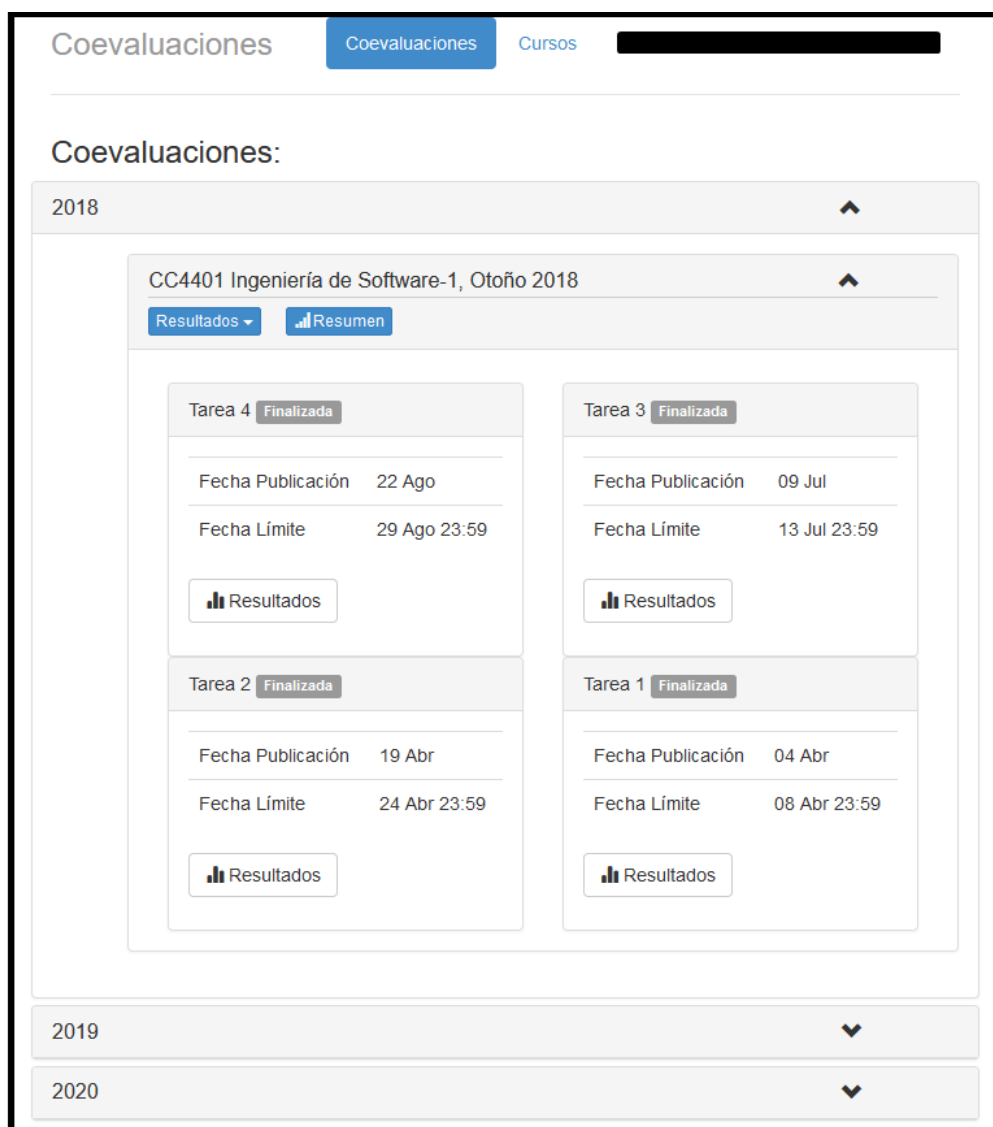 Coevaluaciones Coevaluaciones Cursos
Coevaluaciones:
2018
CC4401 Ingeniería de Software-1, Otoño 2018
Resultados Resumen
Tarea 4 Finalizada
Fecha Publicación 22 Ago
Fecha Límite 29 Ago 23:59
Resultados
Tarea 3 Finalizada
Fecha Publicación 09 Jul
Fecha Límite 13 Jul 23:59
Resultados
Tarea 2 Finalizada
Fecha Publicación 19 Abr
Fecha Límite 24 Abr 23:59
Resultados
Tarea 1 Finalizada
Fecha Publicación 04 Abr
Fecha Límite 08 Abr 23:59
Resultados
2019
2020